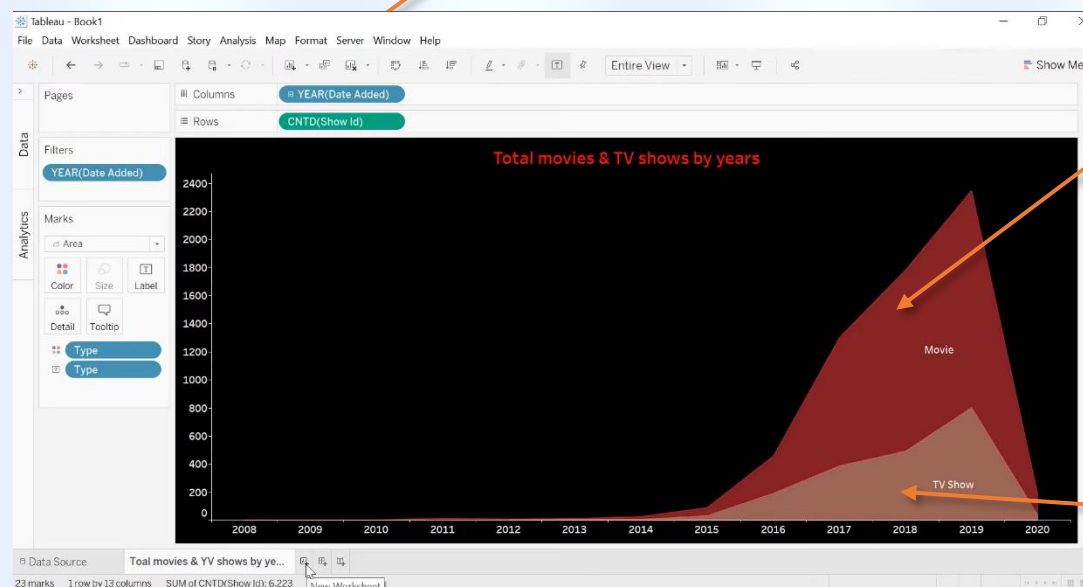 Tableau - Book1
File Data Worksheet Dashboard Story Analysis Map Format Server Window Help
Entire View
Show Me
Pages
Columns
YEAR(Date Added)
Rows
CNTD(Show Id)
Data
Analytics
Filters
YEAR(Date Added)
Marks
Area
Color Size Label
Detail Tooltip
Type
Type
Total movies & TV shows by years
2400
2200
2000
1800
1600
1400
1200
1000
800
600
400
200
0
Movie
TV Show
2008 2009 2010 2011 2012 2013 2014 2015 2016 2017 2018 2019 2020
Data Source Toal movies & YV shows by ye...
23 marks 1 row by 13 columns SUM of CNTD(Show Id): 6,223
New Worksheet